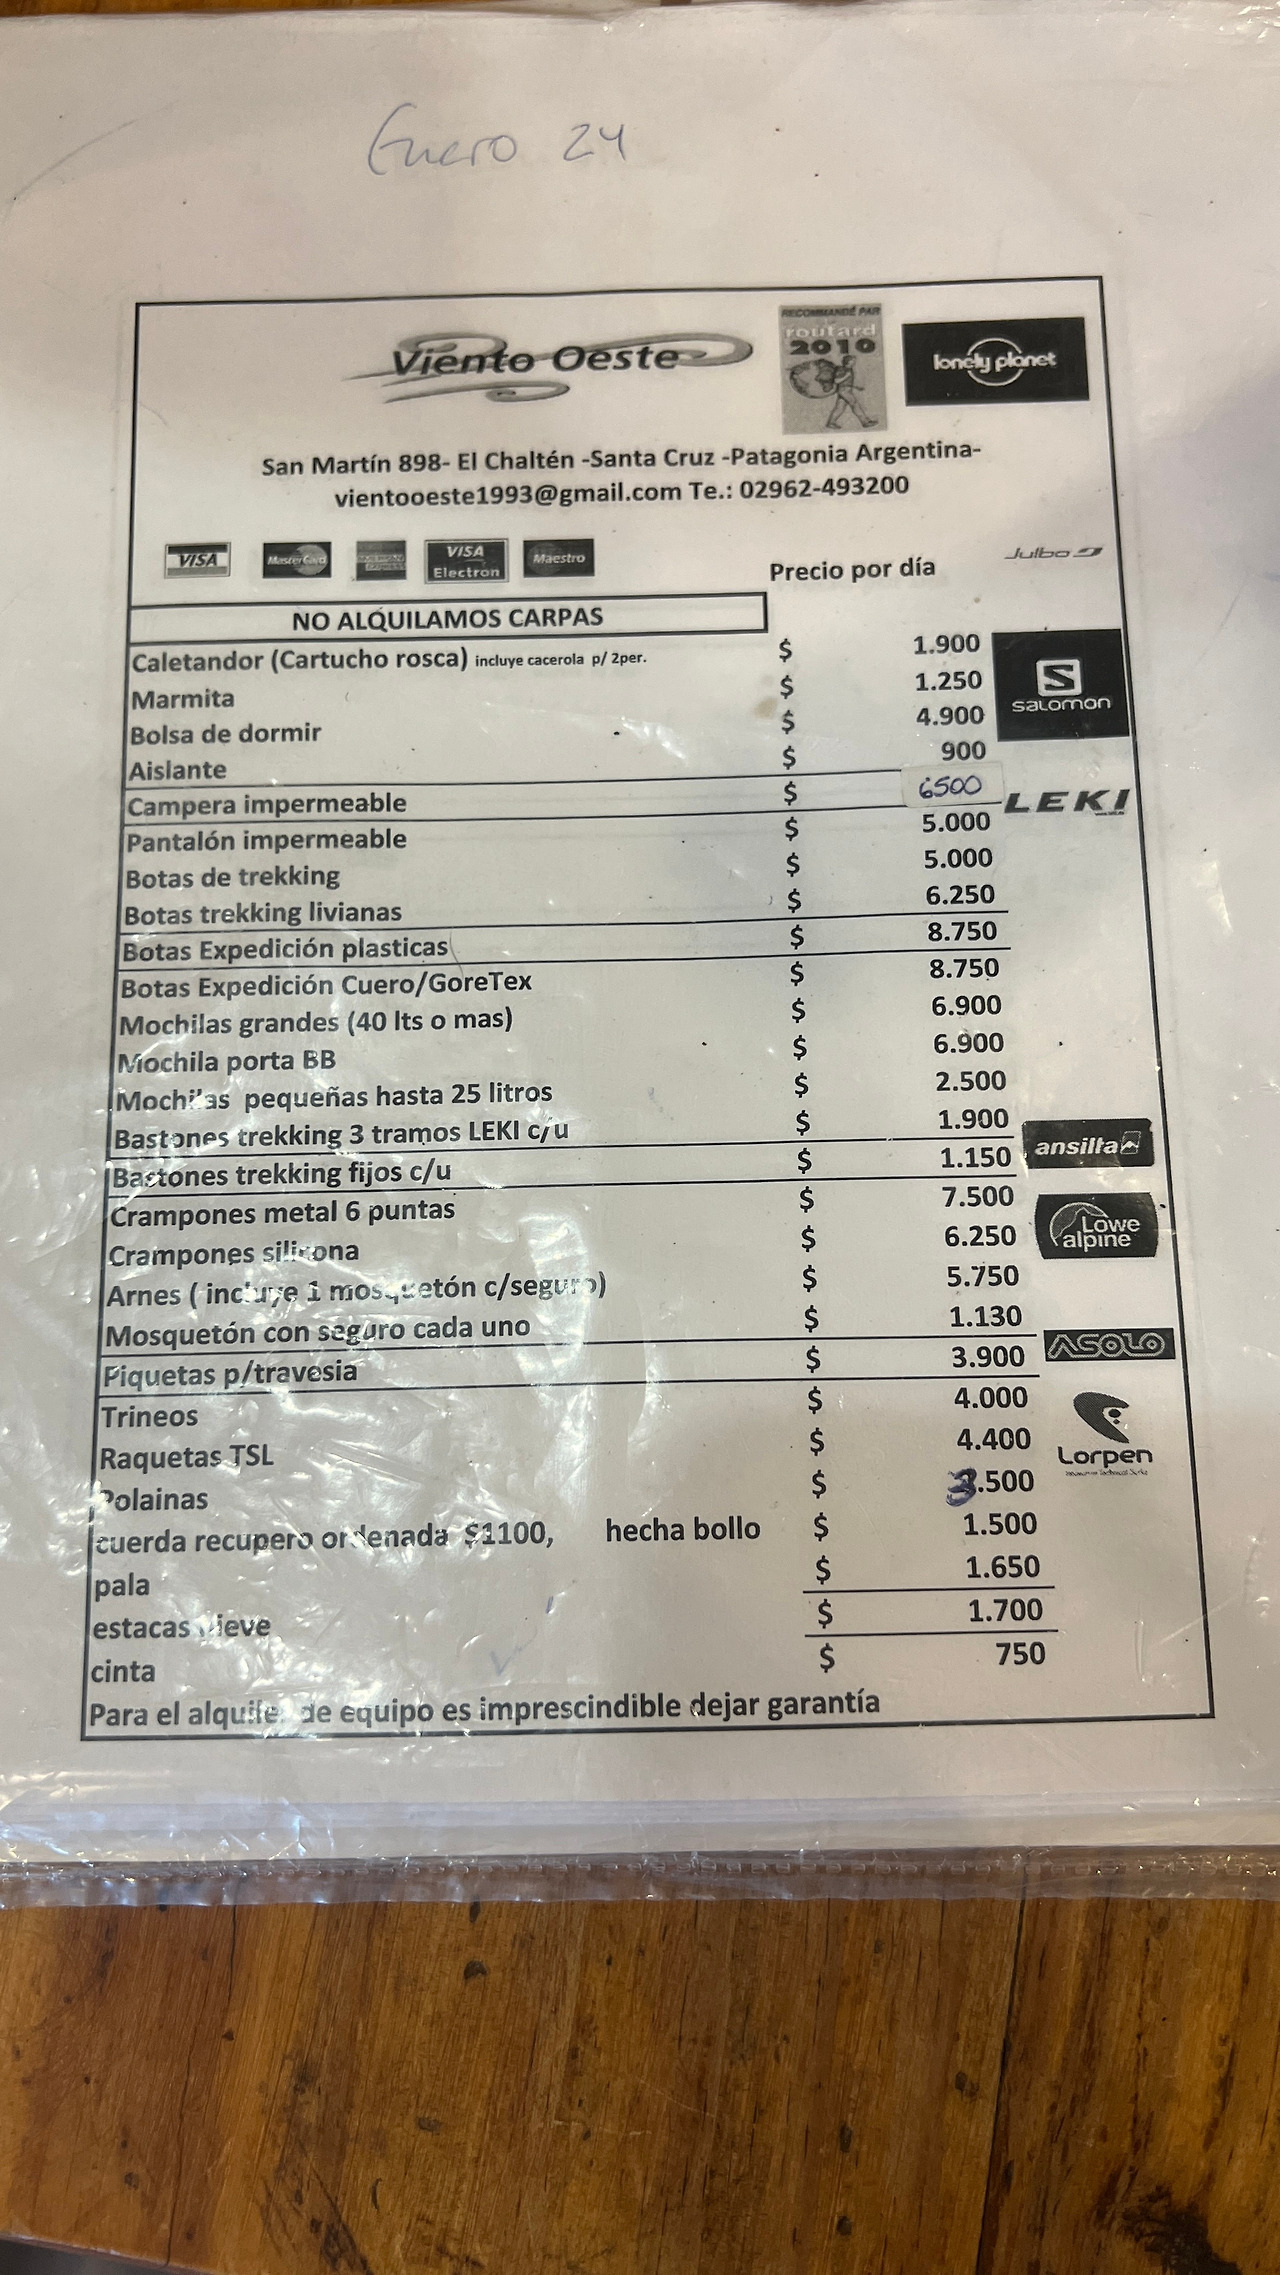 Enero 24
Viento Oeste
RECOMMANDÉ PAR
routard
2010
lonely planet
San Martín 898- El Chaltén -Santa Cruz -Patagonia Argentina-
vientooeste1993@gmail.com Te.: 02962-493200
VISA MasterCard AMERICAN EXPRESS VISA Electron Maestro
Precio por día
Julbo
NO ALQUILAMOS CARPAS
Caletandor (Cartucho rosca) incluye cacerola p/ 2per. $ 1.900
Marmita $ 1.250
Bolsa de dormir $ 4.900
Aislante $ 900
Campera impermeable $ 6500
Pantalón impermeable $ 5.000
Botas de trekking $ 5.000
Botas trekking livianas $ 6.250
Botas Expedición plasticas $ 8.750
Botas Expedición Cuero/GoreTex $ 8.750
Mochilas grandes (40 lts o mas) $ 6.900
Mochila porta BB $ 6.900
Mochilas pequeñas hasta 25 litros $ 2.500
Bastones trekking 3 tramos LEKI c/u $ 1.900
Bastones trekking fijos c/u $ 1.150
Crampones metal 6 puntas $ 7.500
Crampones silicona $ 6.250
Arnes ( incluye 1 mosquetón c/seguro) $ 5.750
Mosquetón con seguro cada uno $ 1.130
Piquetas p/travesia $ 3.900
Trineos $ 4.000
Raquetas TSL $ 4.400
Polainas $ 3.500
cuerda recupero ordenada $1100, hecha bollo $ 1.500
pala $ 1.650
estacas nieve $ 1.700
cinta $ 750
Para el alquiler de equipo es imprescindible dejar garantía
SALOMON
LEKI
ansilta
Lowe
alpine
ASOLO
Lorpen